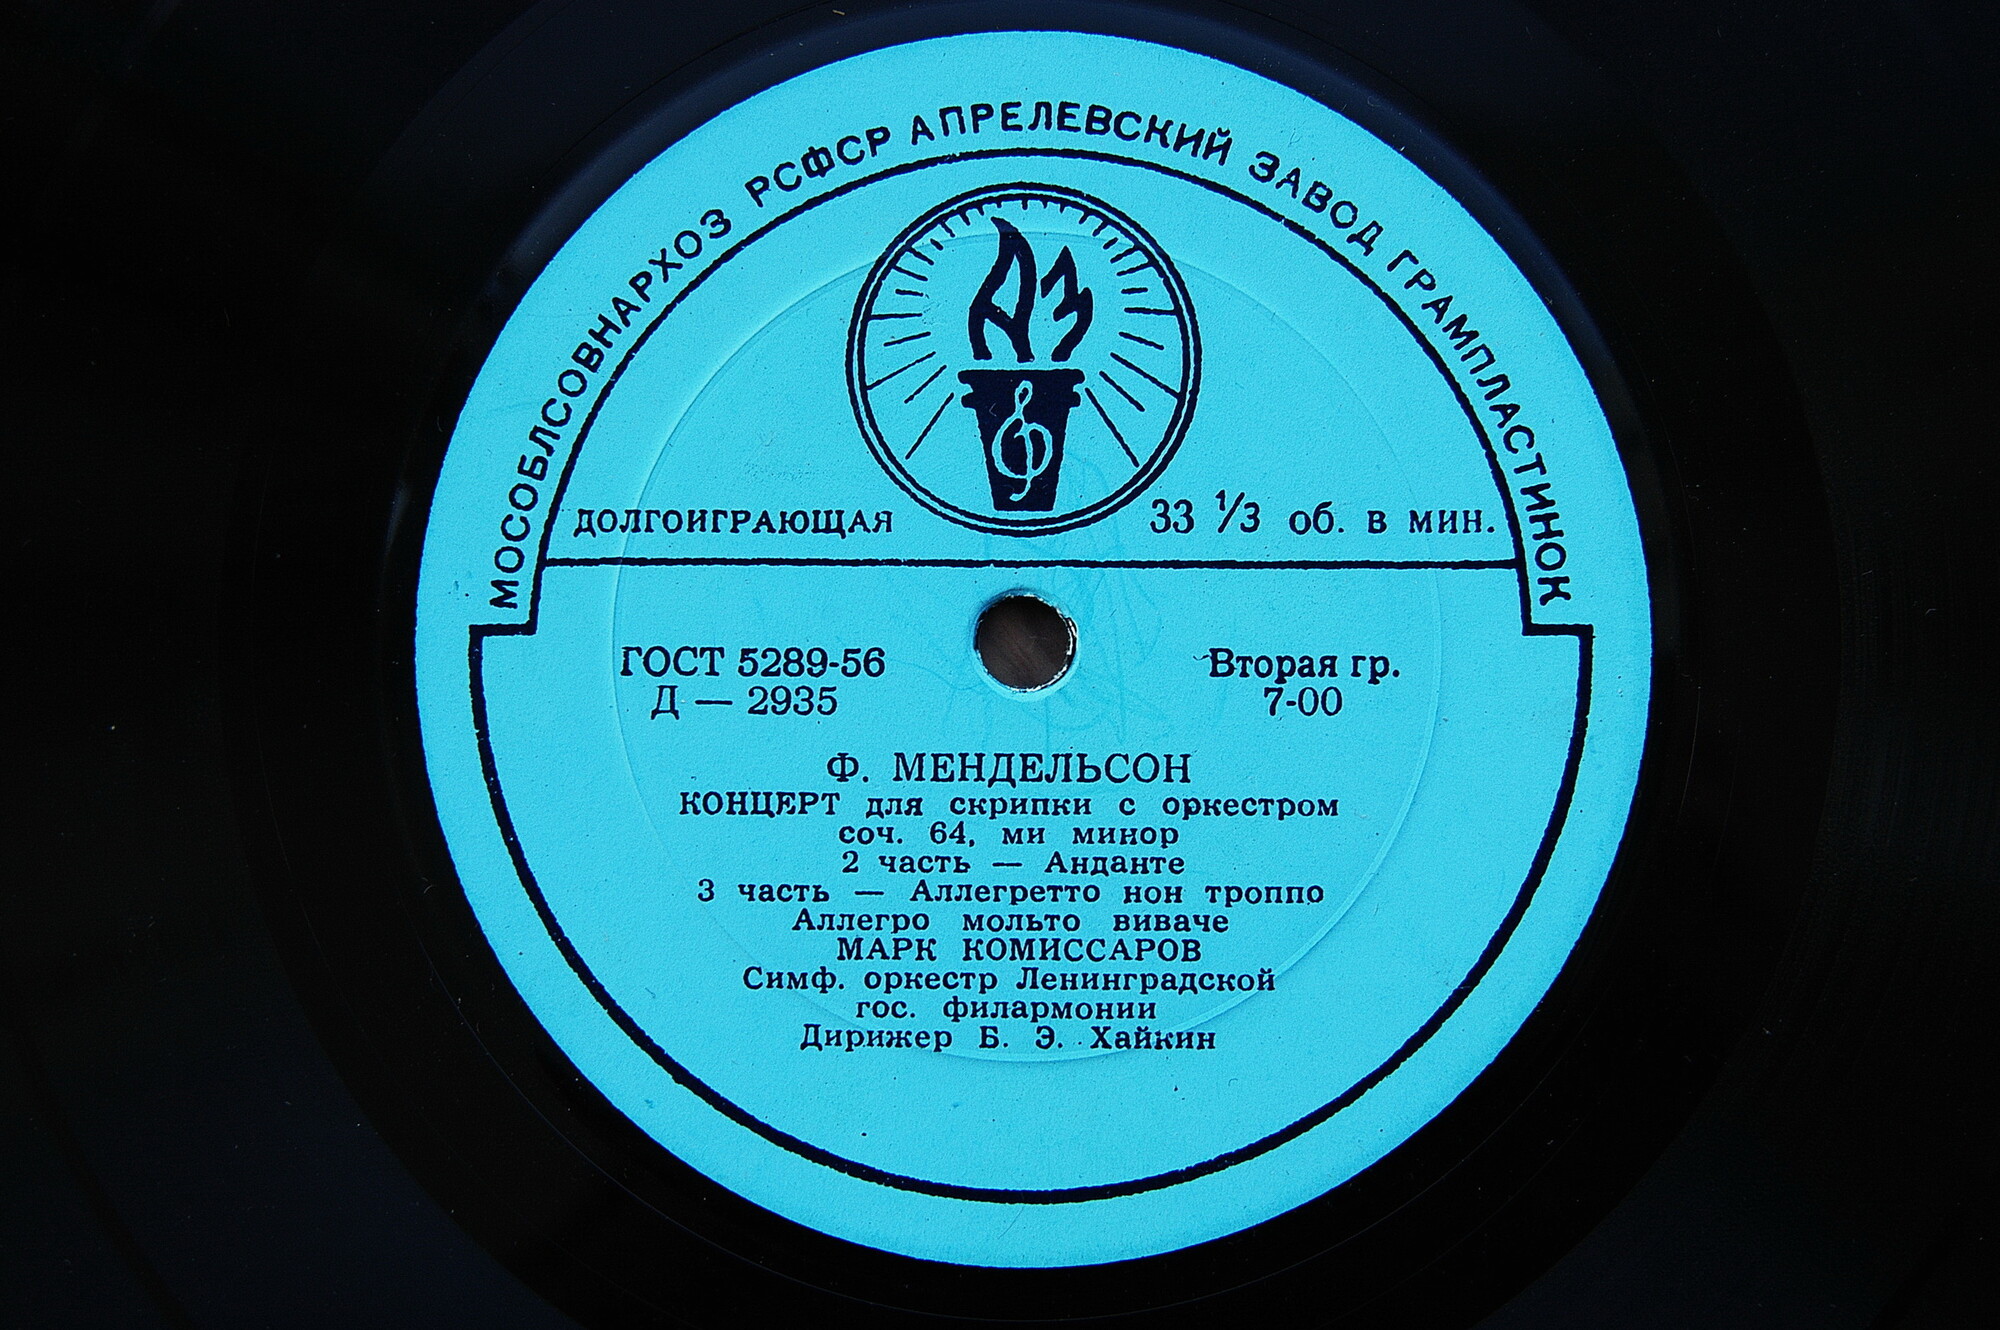 МОСОБЛСОВНАРХОЗ РСФСР АПРЕЛЕВСКИЙ ЗАВОД ГРАМПЛАСТИНОК
АЗ
ДОЛГОИГРАЮЩАЯ 33 1/3 об. в мин.
ГОСТ 5289-56 Вторая гр.
Д — 2935 7-00
Ф. МЕНДЕЛЬСОН
КОНЦЕРТ для скрипки с оркестром
соч. 64, ми минор
2 часть — Анданте
3 часть — Аллегретто нон троппо
Аллегро мольто виваче
МАРК КОМИССАРОВ
Симф. оркестр Ленинградской
гос. филармонии
Дирижер Б. Э. Хайкин